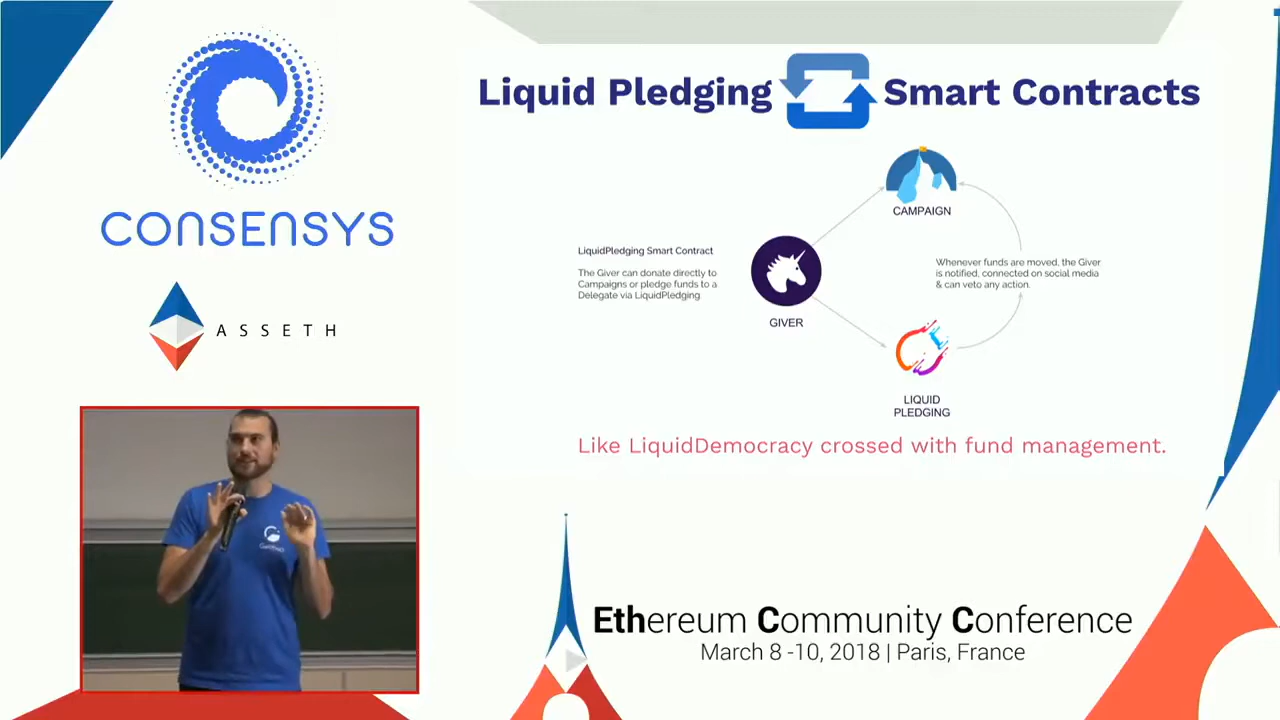 CONSENSYS
ASSETH
Liquid Pledging Smart Contracts
CAMPAIGN
LiquidPledging Smart Contract
The Giver can donate directly to
Campaigns or pledge funds to a
Delegate via LiquidPledging
GIVER
Whenever funds are moved, the Giver
is notified, connected on social media
& can veto any action.
LIQUID
PLEDGING
Like LiquidDemocracy crossed with fund management.
Ethereum Community Conference
March 8 -10, 2018 | Paris, France